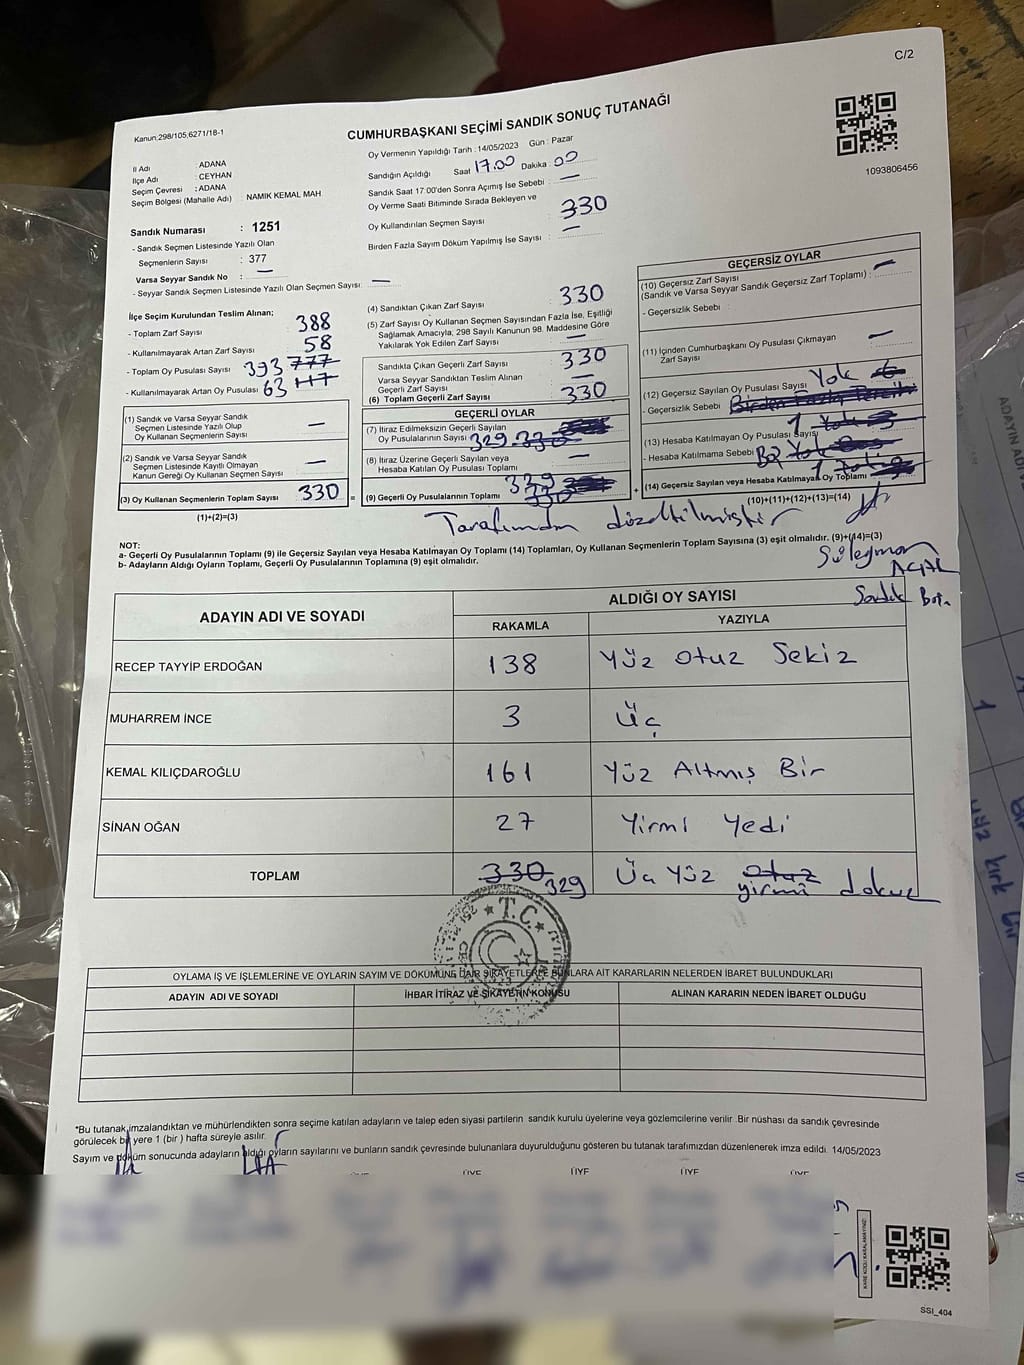 C/2
Kanun:298/105,6271/18-1
CUMHURBAŞKANI SEÇİMİ SANDIK SONUÇ TUTANAĞI
1093806456
İl Adı : ADANA
İlçe Adı : CEYHAN
Seçim Çevresi : ADANA
Seçim Bölgesi (Mahalle Adı) : NAMIK KEMAL MAH.
Oy Vermenin Yapıldığı Tarih : 14/05/2023 Gün : Pazar
Sandığın Açıldığı Saat 17.00 Dakika 00
Sandık Saat 17:00'den Sonra Açımış İse Sebebi : —
Oy Verme Saati Bitiminde Sırada Bekleyen ve
Oy Kullandırılan Seçmen Sayısı 330
Birden Fazla Sayım Döküm Yapılmış İse Sayısı : —
Sandık Numarası : 1251
- Sandık Seçmen Listesinde Yazılı Olan
Seçmenlerin Sayısı : 377
Varsa Seyyar Sandık No : —
- Seyyar Sandık Seçmen Listesinde Yazılı Olan Seçmen Sayısı: —
İlçe Seçim Kurulundan Teslim Alınan;
- Toplam Zarf Sayısı 388
- Kullanılmayarak Artan Zarf Sayısı 58
- Toplam Oy Pusulası Sayısı 393 777
- Kullanılmayarak Artan Oy Pusulası 63
(1) Sandık ve Varsa Seyyar Sandık
Seçmen Listesinde Yazılı Olup
Oy Kullanan Seçmenlerin Sayısı —
(2) Sandık ve Varsa Seyyar Sandık
Seçmen Listesinde Kayıtlı Olmayan
Kanun Gereği Oy Kullanan Seçmen Sayısı —
(3) Oy Kullanan Seçmenlerin Toplam Sayısı 330 =
(1)+(2)=(3)
(4) Sandıktan Çıkan Zarf Sayısı 330
(5) Zarf Sayısı Oy Kullanan Seçmen Sayısından Fazla İse, Eşitliği
Sağlamak Amacıyla, 298 Sayılı Kanunun 98. Maddesine Göre
Yakılarak Yok Edilen Zarf Sayısı : —
Sandıkta Çıkan Geçerli Zarf Sayısı 330
Varsa Seyyar Sandıktan Teslim Alınan
Geçerli Zarf Sayısı —
(6) Toplam Geçerli Zarf Sayısı 330
GEÇERLİ OYLAR
(7) İtiraz Edilmeksizin Geçerli Sayılan
Oy Pusulalarının Sayısı 329 330
(8) İtiraz Üzerine Geçerli Sayılan veya
Hesaba Katılan Oy Pusulası Toplamı —
(9) Geçerli Oy Pusulalarının Toplamı 329 330 +
GEÇERSİZ OYLAR
(10) Geçersiz Zarf Sayısı
(Sandık ve Varsa Seyyar Sandık Geçersiz Zarf Toplamı) : —
- Geçersizlik Sebebi :
(11) İçinden Cumhurbaşkanı Oy Pusulası Çıkmayan
Zarf Sayısı : —
(12) Geçersiz Sayılan Oy Pusulası Sayısı Yok
- Geçersizlik Sebebi Birden Fazla Tercih
(13) Hesaba Katılmayan Oy Pusulası Sayısı 1 Yok
- Hesaba Katılmama Sebebi Yok
(14) Geçersiz Sayılan veya Hesaba Katılmayan Oy Toplamı 1
(10)+(11)+(12)+(13)=(14)
Tarafımdan düzeltilmiştir
Süleyman
Sandık Baş.
NOT:
a- Geçerli Oy Pusulalarının Toplamı (9) ile Geçersiz Sayılan veya Hesaba Katılmayan Oy Toplamı (14) Toplamları, Oy Kullanan Seçmenlerin Toplam Sayısına (3) eşit olmalıdır. (9)+(14)=(3)
b- Adayların Aldığı Oyların Toplamı, Geçerli Oy Pusulalarının Toplamına (9) eşit olmalıdır.
ADAYIN ADI VE SOYADI ALDIĞI OY SAYISI
RAKAMLA YAZIYLA
RECEP TAYYİP ERDOĞAN 138 Yüz otuz Sekiz
MUHARREM İNCE 3 Üç
KEMAL KILIÇDAROĞLU 161 Yüz Altmış Bir
SİNAN OĞAN 27 Yirmi Yedi
TOPLAM 330 329 Üç Yüz otuz yirmi dokuz
T.C.
OYLAMA İŞ VE İŞLEMLERİNE VE OYLARIN SAYIM VE DÖKÜMÜNE DAİR ŞİKAYETLERLE BUNLARA AİT KARARLARIN NELERDEN İBARET BULUNDUKLARI
ADAYIN ADI VE SOYADI İHBAR İTİRAZ VE ŞİKAYETİN KONUSU ALINAN KARARIN NEDEN İBARET OLDUĞU
*Bu tutanak imzalandıktan ve mühürlendikten sonra seçime katılan adayların ve talep eden siyasi partilerin sandık kurulu üyelerine veya gözlemcilerine verilir. Bir nüshası da sandık çevresinde
görülecek bir yere 1 (bir) hafta süreyle asılır.
Sayım ve döküm sonucunda adayların aldığı oyların sayılarını ve bunların sandık çevresinde bulunanlara duyurulduğunu gösteren bu tutanak tarafımızdan düzenlenerek imza edildi. 14/05/2023
ÜYE ÜYE ÜYE ÜYE
KARE KODU KARALAMAYINIZ!
SSI_404
ADAYIN ADI
1
yüz kırk bir